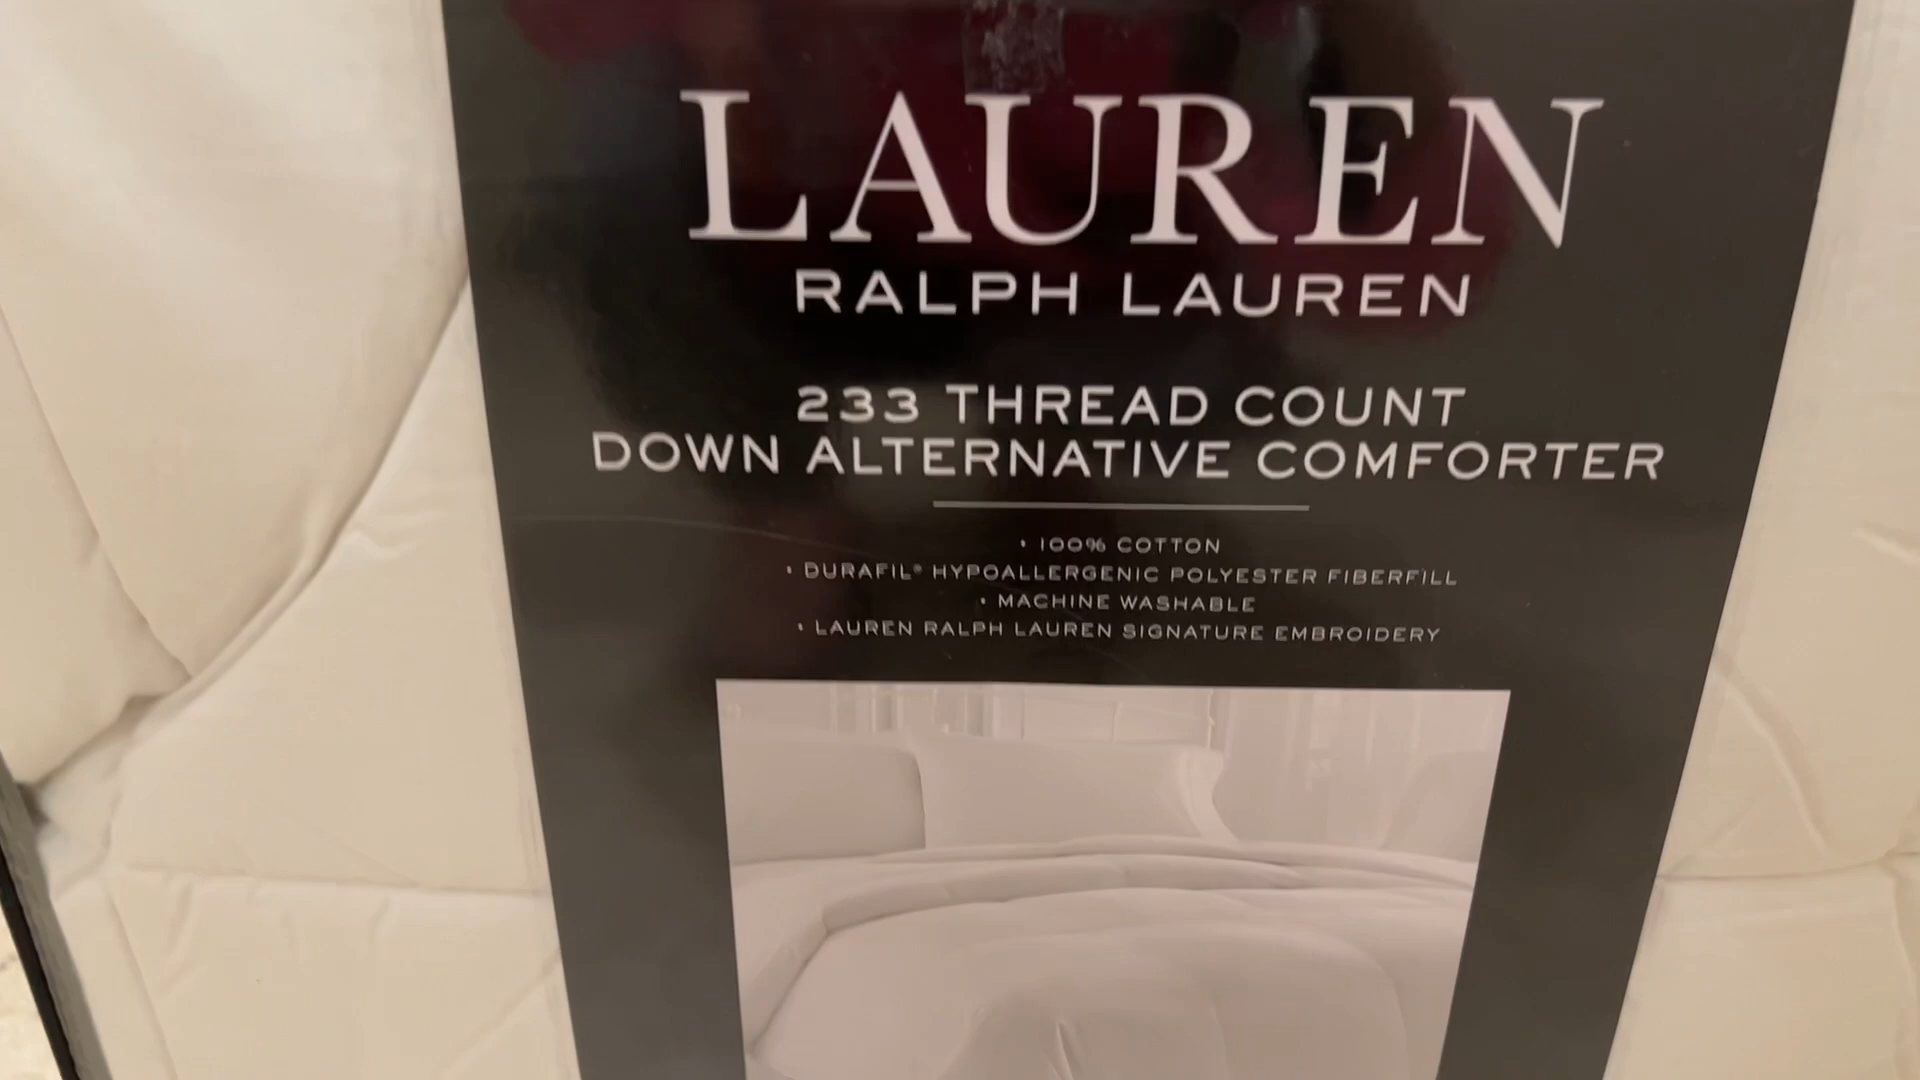 LAUREN
RALPH LAUREN
233 THREAD COUNT
DOWN ALTERNATIVE COMFORTER
• 100% COTTON
• DURAFIL® HYPOALLERGENIC POLYESTER FIBERFILL
• MACHINE WASHABLE
• LAUREN RALPH LAUREN SIGNATURE EMBROIDERY